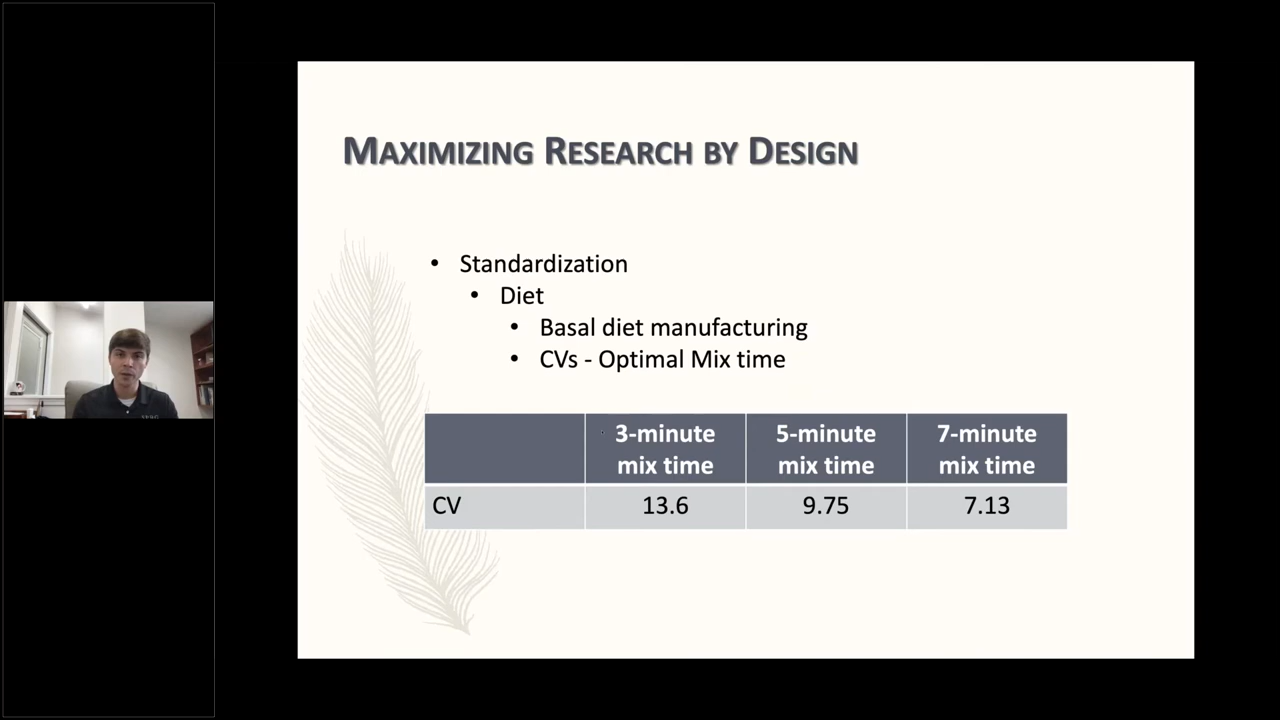 MAXIMIZING RESEARCH BY DESIGN
• Standardization
• Diet
• Basal diet manufacturing
• CVs - Optimal Mix time
3-minute mix time 5-minute mix time 7-minute mix time
CV 13.6 9.75 7.13